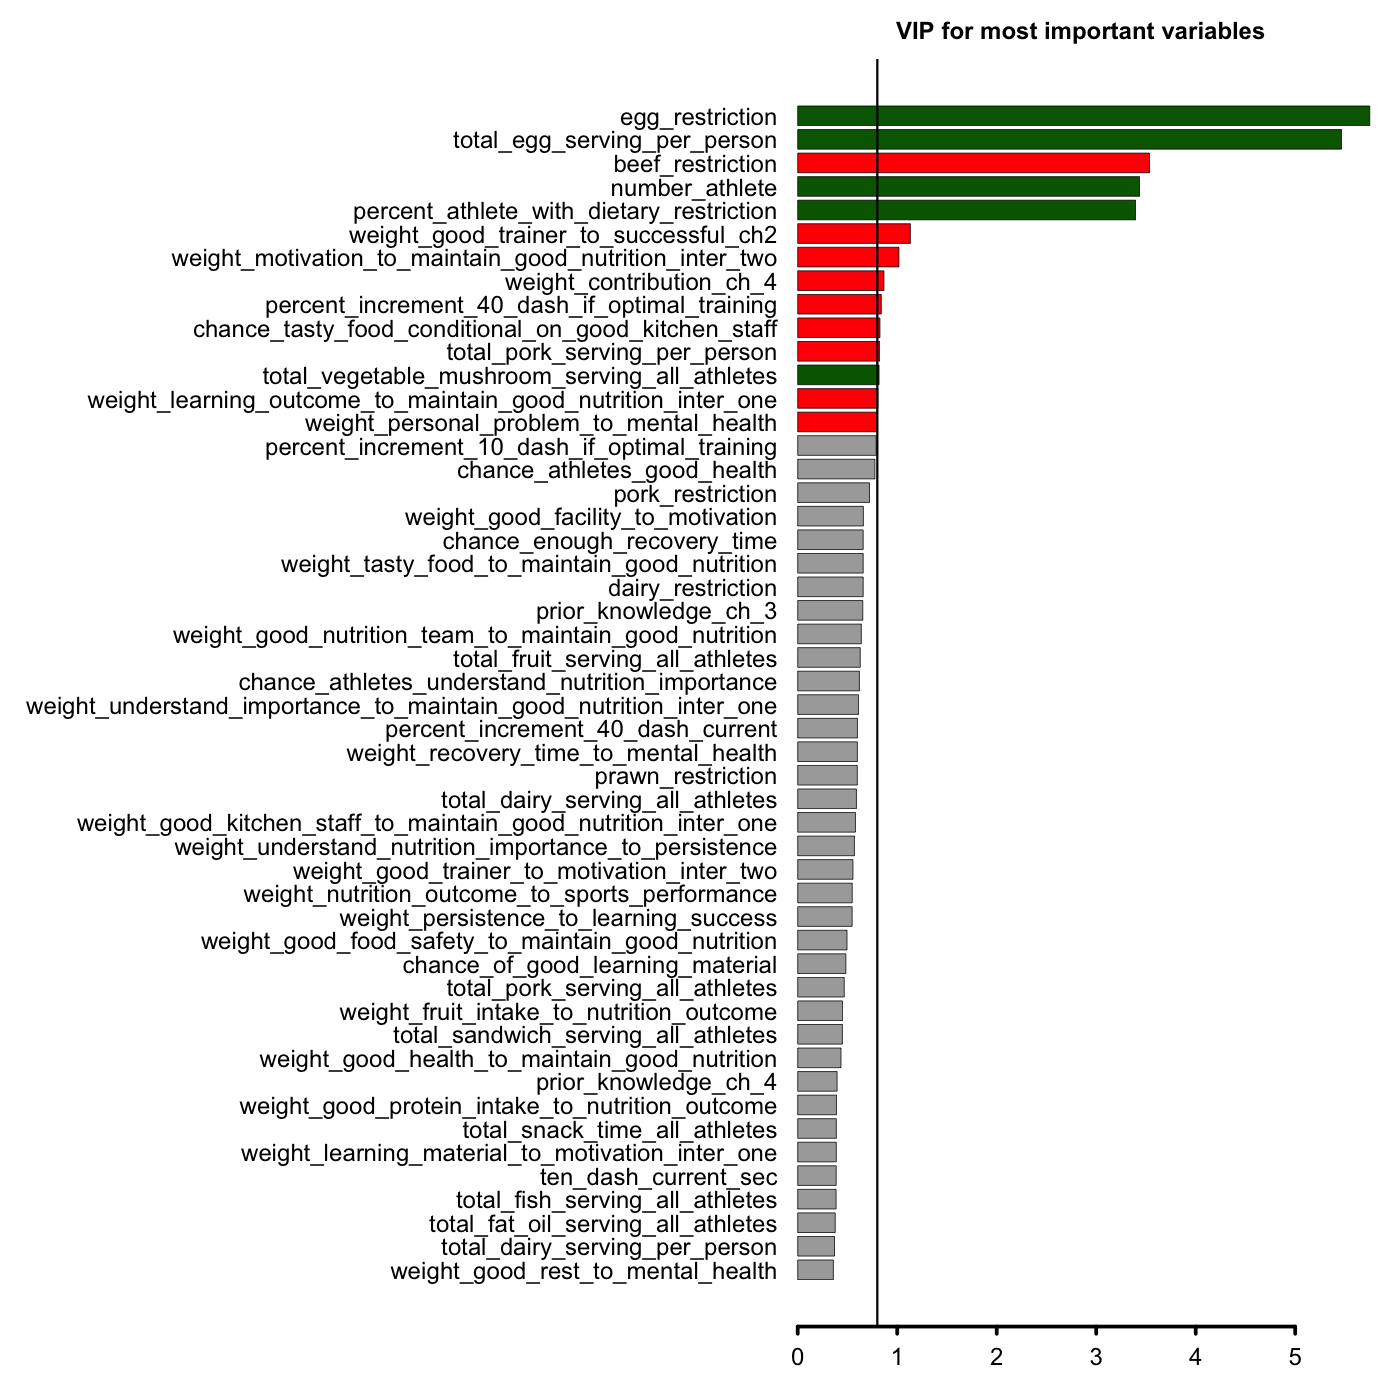 VIP for most important variables
egg_restriction
total_egg_serving_per_person
beef_restriction
number_athlete
percent_athlete_with_dietary_restriction
weight_good_trainer_to_successful_ch2
weight_motivation_to_maintain_good_nutrition_inter_two
weight_contribution_ch_4
percent_increment_40_dash_if_optimal_training
chance_tasty_food_conditional_on_good_kitchen_staff
total_pork_serving_per_person
total_vegetable_mushroom_serving_all_athletes
weight_learning_outcome_to_maintain_good_nutrition_inter_one
weight_personal_problem_to_mental_health
percent_increment_10_dash_if_optimal_training
chance_athletes_good_health
pork_restriction
weight_good_facility_to_motivation
chance_enough_recovery_time
weight_tasty_food_to_maintain_good_nutrition
dairy_restriction
prior_knowledge_ch_3
weight_good_nutrition_team_to_maintain_good_nutrition
total_fruit_serving_all_athletes
chance_athletes_understand_nutrition_importance
weight_understand_importance_to_maintain_good_nutrition_inter_one
percent_increment_40_dash_current
weight_recovery_time_to_mental_health
prawn_restriction
total_dairy_serving_all_athletes
weight_good_kitchen_staff_to_maintain_good_nutrition_inter_one
weight_understand_nutrition_importance_to_persistence
weight_good_trainer_to_motivation_inter_two
weight_nutrition_outcome_to_sports_performance
weight_persistence_to_learning_success
weight_good_food_safety_to_maintain_good_nutrition
chance_of_good_learning_material
total_pork_serving_all_athletes
weight_fruit_intake_to_nutrition_outcome
total_sandwich_serving_all_athletes
weight_good_health_to_maintain_good_nutrition
prior_knowledge_ch_4
weight_good_protein_intake_to_nutrition_outcome
total_snack_time_all_athletes
weight_learning_material_to_motivation_inter_one
ten_dash_current_sec
total_fish_serving_all_athletes
total_fat_oil_serving_all_athletes
total_dairy_serving_per_person
weight_good_rest_to_mental_health
0 1 2 3 4 5